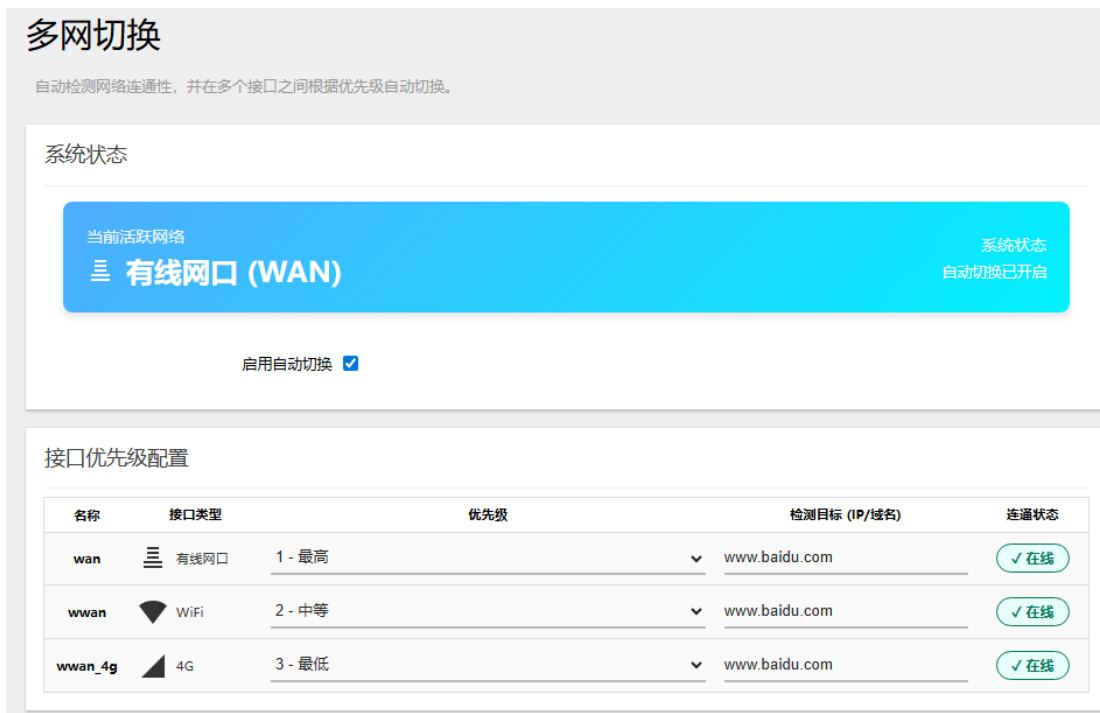 多网切换
自动检测网络连通性，并在多个接口之间根据优先级自动切换。
系统状态
当前活跃网络
有线网口 (WAN)
系统状态
自动切换已开启
启用自动切换
接口优先级配置
名称 接口类型 优先级 检测目标 (IP/域名) 连通状态
wan 有线网口 1 - 最高 www.baidu.com ✓ 在线
wwan WiFi 2 - 中等 www.baidu.com ✓ 在线
wwan_4g 4G 3 - 最低 www.baidu.com ✓ 在线